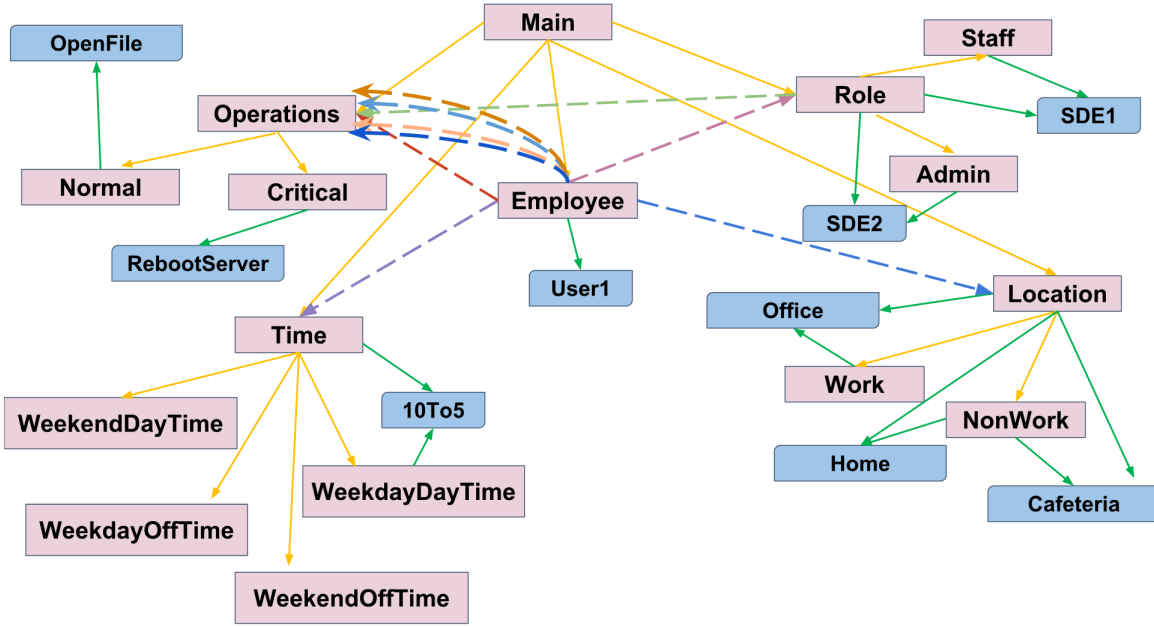 Main
Staff
OpenFile
Role
Operations
SDE1
Admin
Normal
Critical
Employee
SDE2
RebootServer
User1
Location
Office
Time
Work
10To5
WeekendDayTime
NonWork
Home
WeekdayDayTime
Cafeteria
WeekdayOffTime
WeekendOffTime